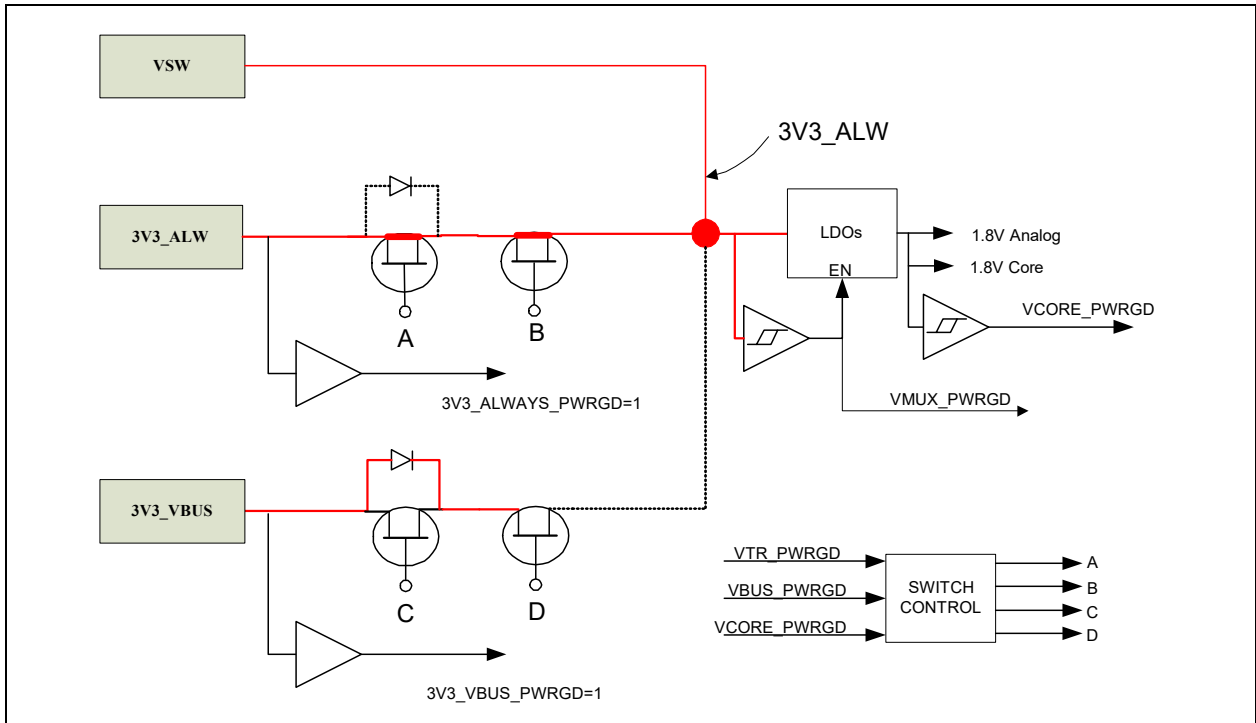 VSW
3V3_ALW
3V3_ALW
LDOs
EN
1.8V Analog
1.8V Core
A
B
VCORE_PWRGD
3V3_ALWAYS_PWRGD=1
VMUX_PWRGD
3V3_VBUS
C
D
3V3_VBUS_PWRGD=1
VTR_PWRGD
VBUS_PWRGD
VCORE_PWRGD
SWITCH
CONTROL
A
B
C
D